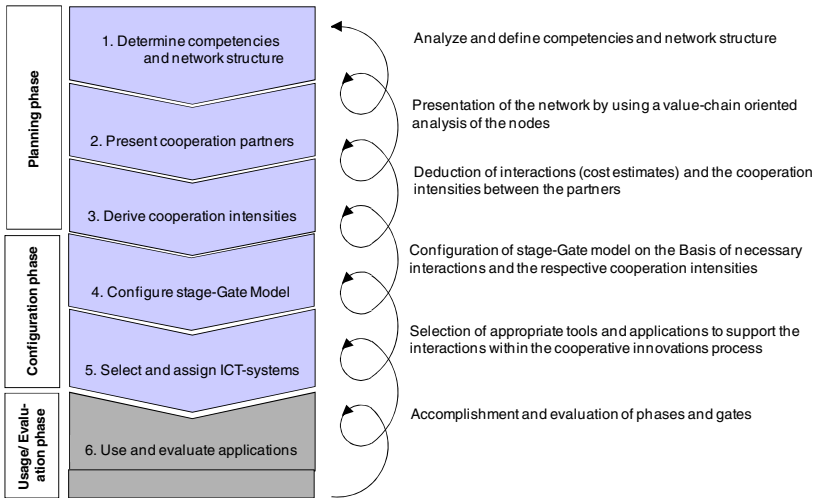 Planning phase
1. Determine competencies
and network structure
Analyze and define competencies and network structure
2. Present cooperation partners
Presentation of the network by using a value-chain oriented
analysis of the nodes
3. Derive cooperation intensities
Deduction of interactions (cost estimates) and the cooperation
intensities between the partners
Configuration phase
4. Configure stage-Gate Model
Configuration of stage-Gate model on the Basis of necessary
interactions and the respective cooperation intensities
5. Select and assign ICT-systems
Selection of appropriate tools and applications to support the
interactions within the cooperative innovations process
Usage/ Evalu-
ation phase
6. Use and evaluate applications
Accomplishment and evaluation of phases and gates